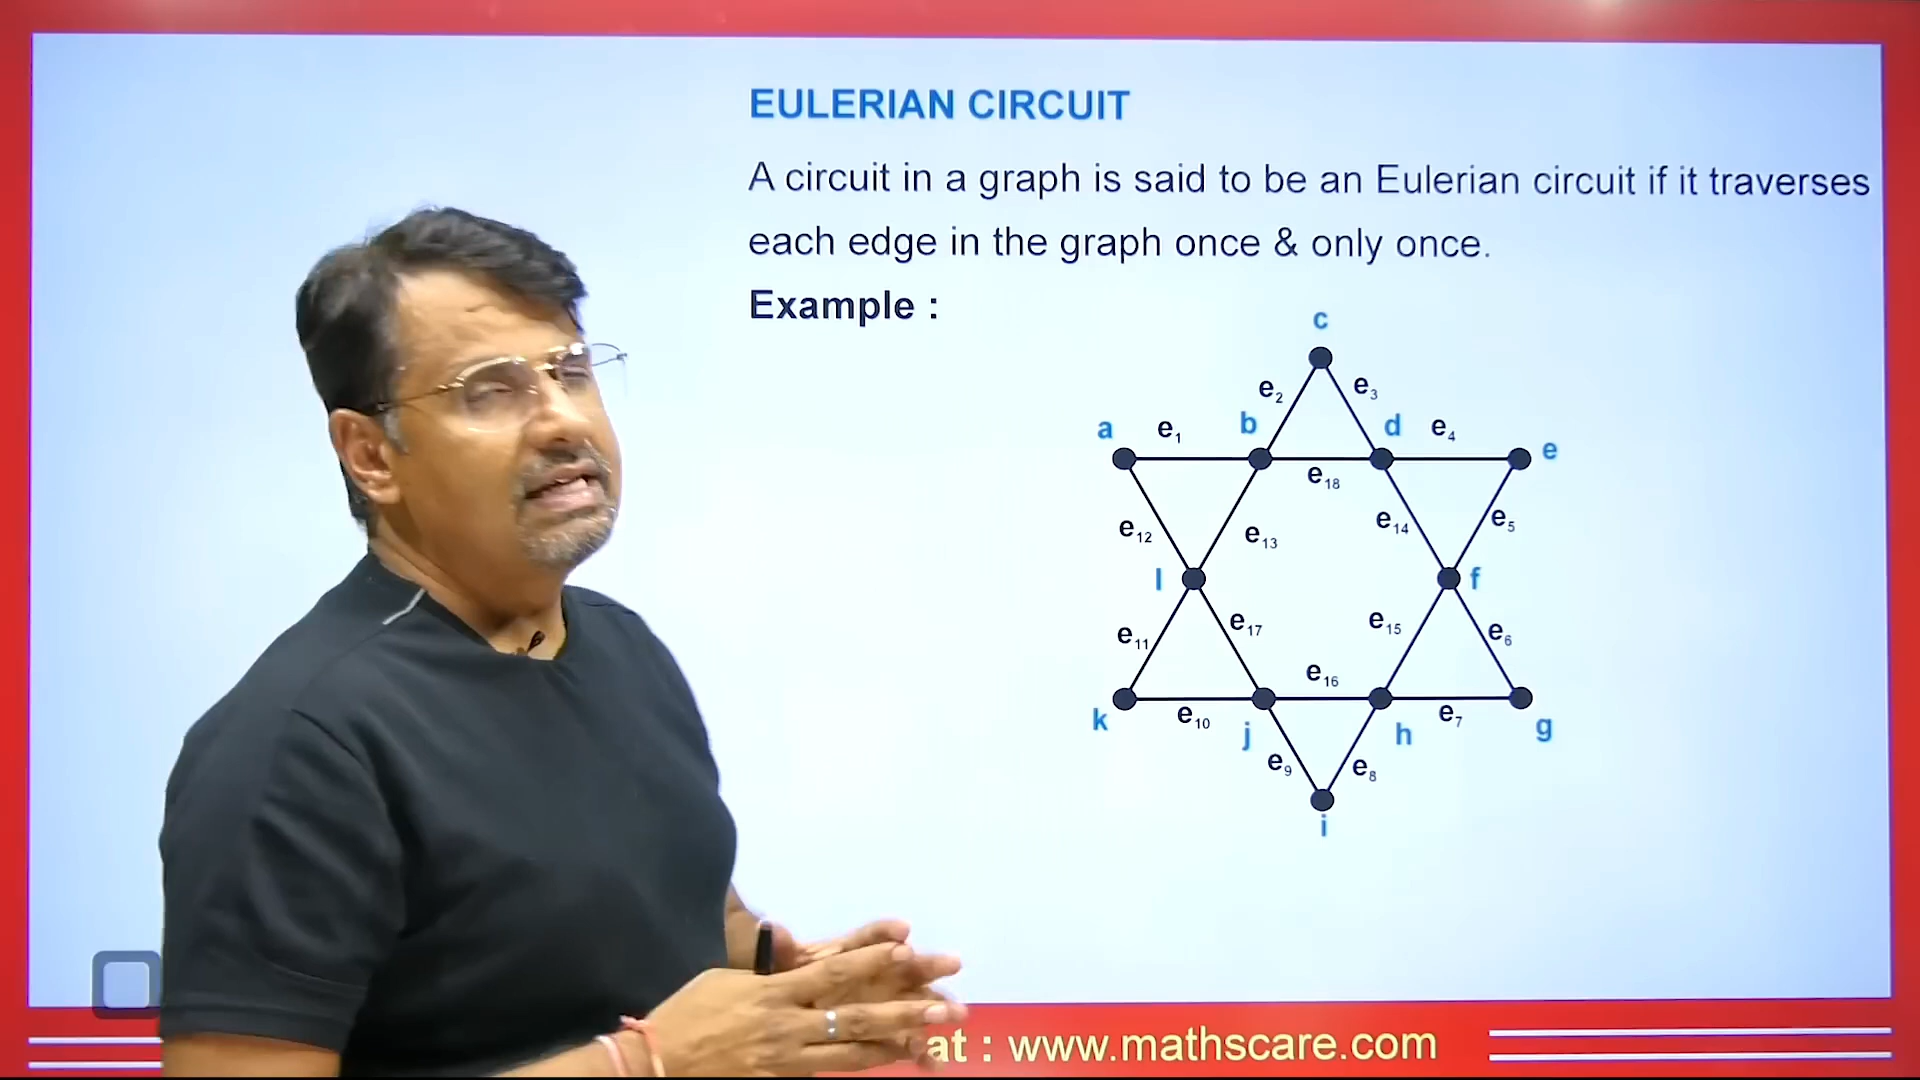 EULERIAN CIRCUIT
A circuit in a graph is said to be an Eulerian circuit if it traverses
each edge in the graph once & only once.
Example :
c
e₂ e₃
a e₁ b d e₄ e
e₁₈
e₁₂ e₁₃ e₁₄ e₅
l f
e₁₁ e₁₇ e₁₅ e₆
e₁₆
k e₁₀ j h e₇ g
e₉ e₈
i
at : www.mathscare.com